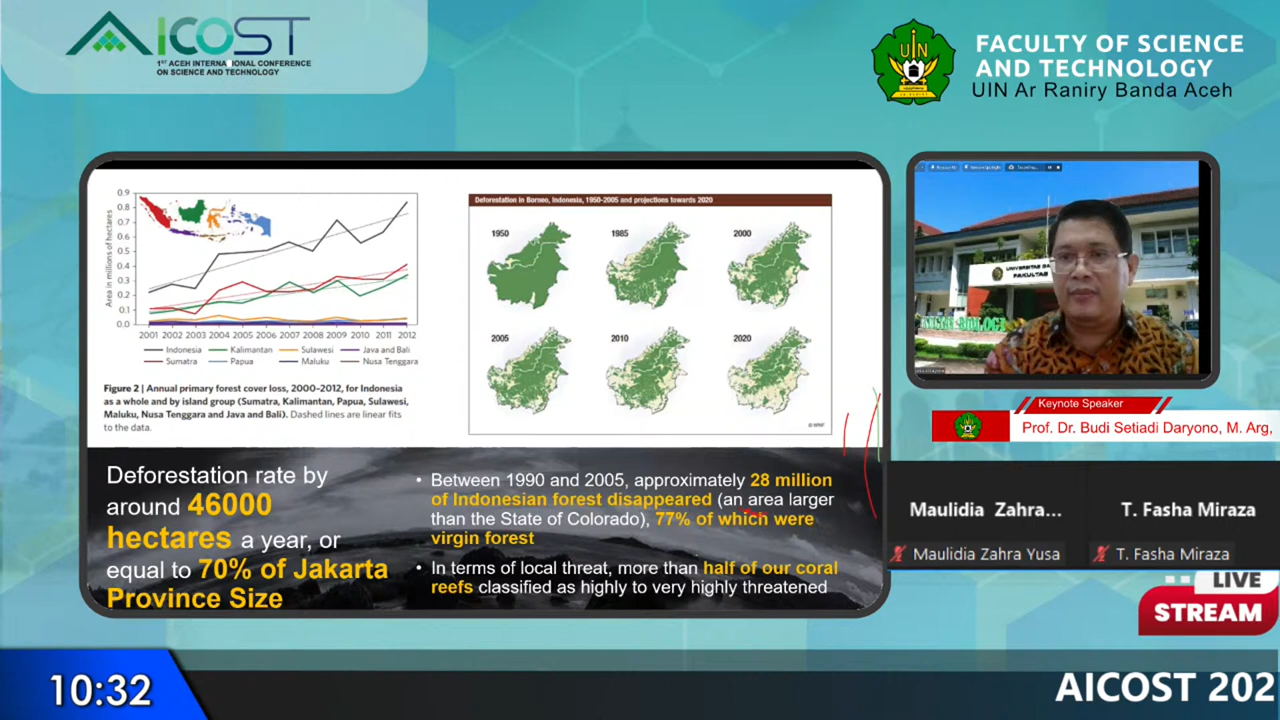 AICOST
1ST ACEH INTERNATIONAL CONFERENCE
ON SCIENCE AND TECHNOLOGY
UIN
FACULTY OF SCIENCE
AND TECHNOLOGY
UIN Ar Raniry Banda Aceh
Area in millions of hectares
0.9
0.8
0.7
0.6
0.5
0.4
0.3
0.2
0.1
0.0
2001 2002 2003 2004 2005 2006 2007 2008 2009 2010 2011 2012
Indonesia Kalimantan Sulawesi Java and Bali
Sumatra Papua Maluku Nusa Tenggara
Figure 2 | Annual primary forest cover loss, 2000–2012, for Indonesia
as a whole and by island group (Sumatra, Kalimantan, Papua, Sulawesi,
Maluku, Nusa Tenggara and Java and Bali). Dashed lines are linear fits
to the data.
Deforestation in Borneo, Indonesia, 1950-2005 and projections towards 2020
1950 1985 2000
2005 2010 2020
© WWF
Deforestation rate by
around 46000
hectares a year, or
equal to 70% of Jakarta
Province Size
• Between 1990 and 2005, approximately 28 million
of Indonesian forest disappeared (an area larger
than the State of Colorado), 77% of which were
virgin forest
• In terms of local threat, more than half of our coral
reefs classified as highly to very highly threatened
FAKULTAS
BIOLOGI
Keynote Speaker
Prof. Dr. Budi Setiadi Daryono, M. Arg,
Maulidia Zahra...
T. Fasha Miraza
Maulidia Zahra Yusa
T. Fasha Miraza
LIVE
STREAM
10:32
AICOST 202